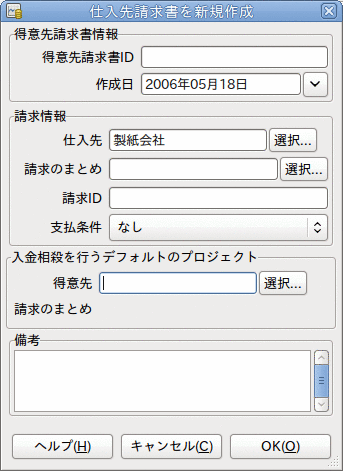 仕入先請求書を新規作成
得意先請求書情報
得意先請求書ID
作成日 2006年05月18日
請求情報
仕入先 製紙会社 選択...
請求のまとめ 選択...
請求ID
支払条件 なし
入金相殺を行うデフォルトのプロジェクト
得意先 選択...
請求のまとめ
備考
ヘルプ(H) キャンセル(C) OK(O)